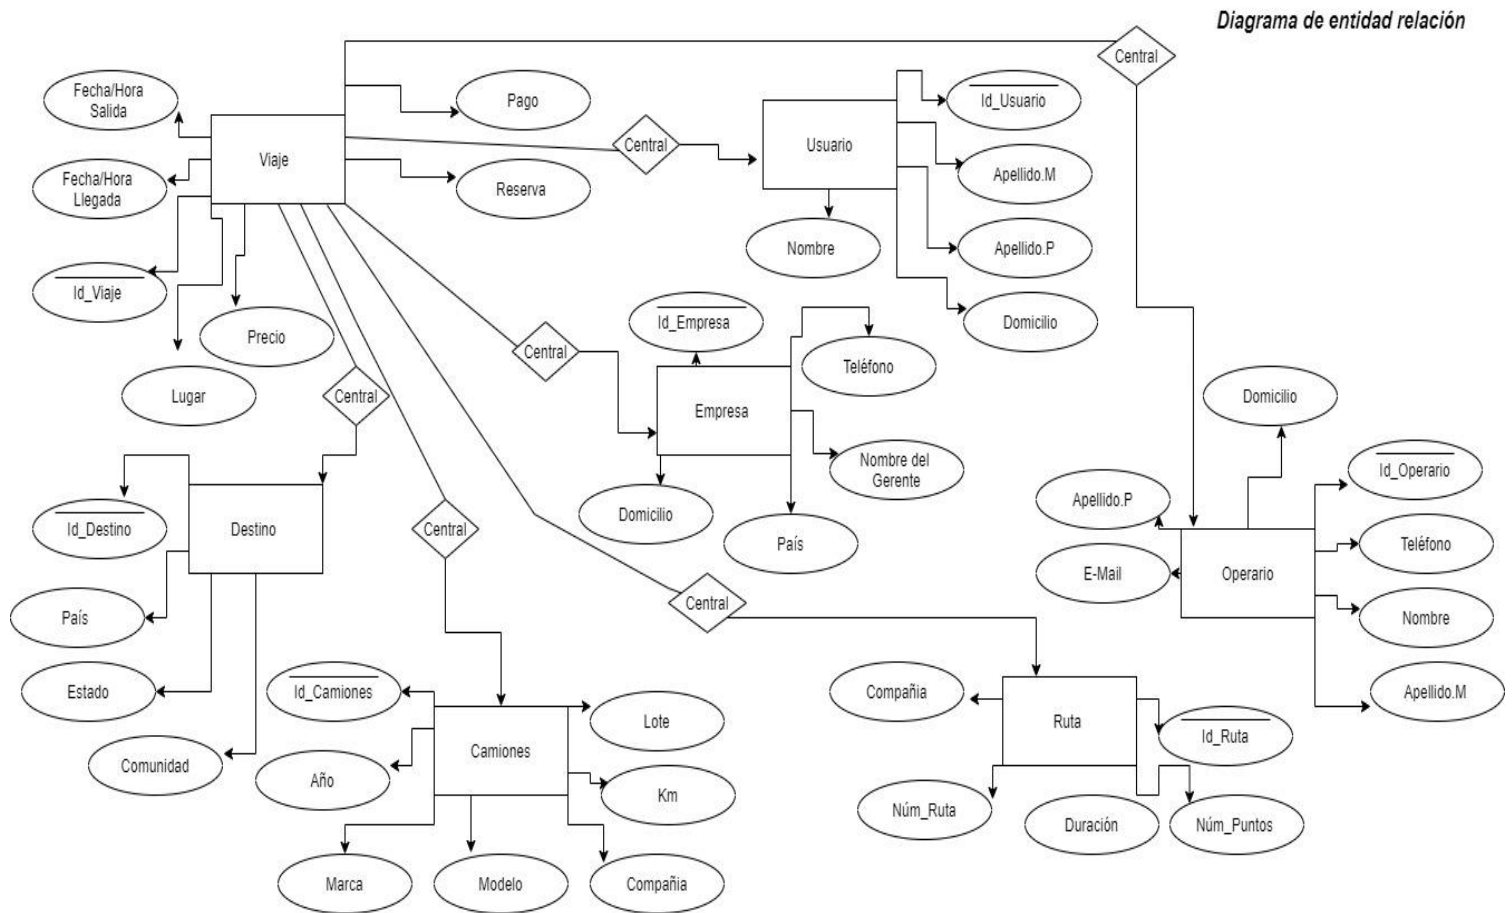 Diagrama de entidad relación
Central
Fecha/Hora
Salida
Pago
Id_Usuario
Viaje
Central
Usuario
Fecha/Hora
Llegada
Reserva
Apellido.M
Nombre
Apellido.P
Id_Viaje
Precio
Id_Empresa
Domicilio
Central
Teléfono
Lugar
Central
Empresa
Domicilio
Nombre del
Gerente
Id_Operario
Apellido.P
Id_Destino
Destino
Central
Domicilio
País
Teléfono
E-Mail
Operario
País
Central
Nombre
Estado
Id_Camiones
Compañia
Apellido.M
Lote
Ruta
Id_Ruta
Comunidad
Año
Camiones
Km
Núm_Ruta
Duración
Núm_Puntos
Marca
Modelo
Compañia